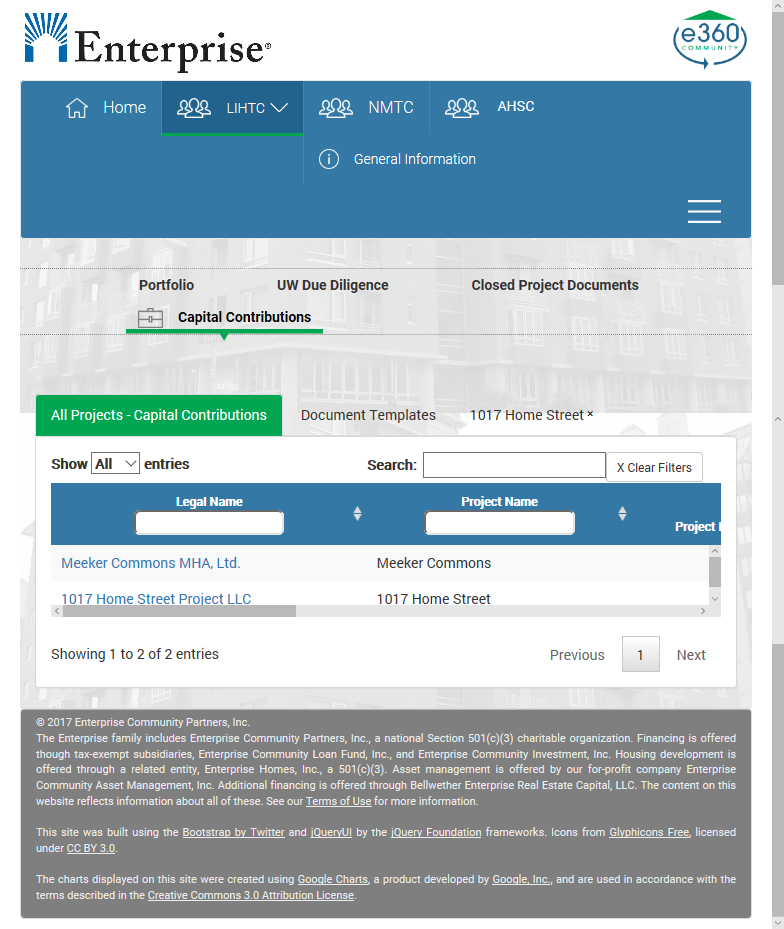 Enterprise®
e360
COMMUNITY
Home
LIHTC
NMTC
AHSC
General Information
Portfolio
UW Due Diligence
Closed Project Documents
Capital Contributions
All Projects - Capital Contributions
Document Templates
1017 Home Street ×
Show All entries
Search:
X Clear Filters
Legal Name
Project Name
Project
Meeker Commons MHA, Ltd.
Meeker Commons
1017 Home Street Project LLC
1017 Home Street
Showing 1 to 2 of 2 entries
Previous
1
Next
© 2017 Enterprise Community Partners, Inc.
The Enterprise family includes Enterprise Community Partners, Inc., a national Section 501(c)(3) charitable organization. Financing is offered
though tax-exempt subsidiaries, Enterprise Community Loan Fund, Inc., and Enterprise Community Investment, Inc. Housing development is
offered through a related entity, Enterprise Homes, Inc., a 501(c)(3). Asset management is offered by our for-profit company Enterprise
Community Asset Management, Inc. Additional financing is offered through Bellwether Enterprise Real Estate Capital, LLC. The content on this
website reflects information about all of these. See our Terms of Use for more information.
This site was built using the Bootstrap by Twitter and jQueryUI by the jQuery Foundation frameworks. Icons from Glyphicons Free, licensed
under CC BY 3.0.
The charts displayed on this site were created using Google Charts, a product developed by Google, Inc., and are used in accordance with the
terms described in the Creative Commons 3.0 Attribution License.